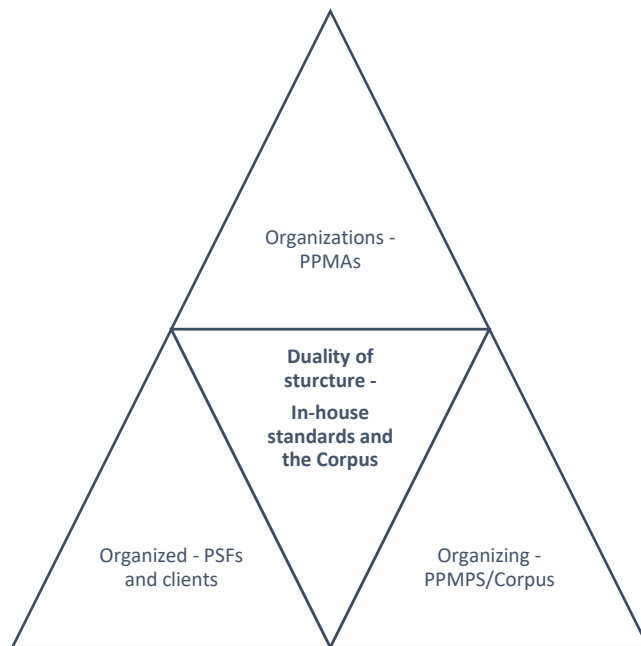 Organizations -
PPMAs
Duality of
sturcture -
In-house
standards and
the Corpus
Organized - PSFs
and clients
Organizing -
PPMPS/Corpus